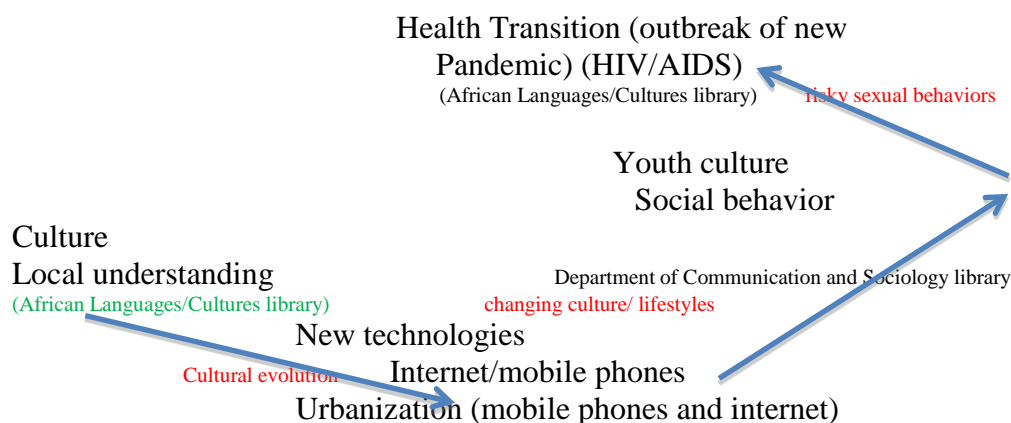 Health Transition (outbreak of new
Pandemic) (HIV/AIDS)
(African Languages/Cultures library) risky sexual behaviors
Youth culture
Social behavior
Culture
Local understanding
Department of Communication and Sociology library
(African Languages/Cultures library) changing culture/ lifestyles
New technologies
Cultural evolution Internet/mobile phones
Urbanization (mobile phones and internet)